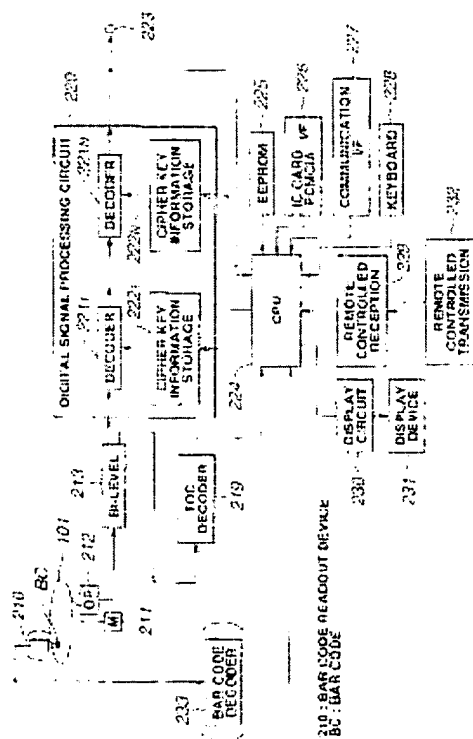 DIGITAL SIGNAL PROCESSING CIRCUIT
220
221N
DECODER
223
221₁
DECODER
222N
CIPHER KEY
INFORMATION
STORAGE
222₁
CIPHER KEY
INFORMATION
STORAGE
213
BI-LEVEL
BC
101
212
OP
M
211
TOC
DECODER
219
233
BAR CODE
DECODER
225
EEPROM
226
IC CARD I/F
PCMCIA
227
COMMUNICATION
I/F
228
KEYBOARD
224
CPU
229
REMOTE
CONTROLLED
RECEPTION
232
REMOTE
CONTROLLED
TRANSMISSION
230
DISPLAY
CIRCUIT
231
DISPLAY
DEVICE
210 : BAR CODE READOUT DEVICE
BC : BAR CODE